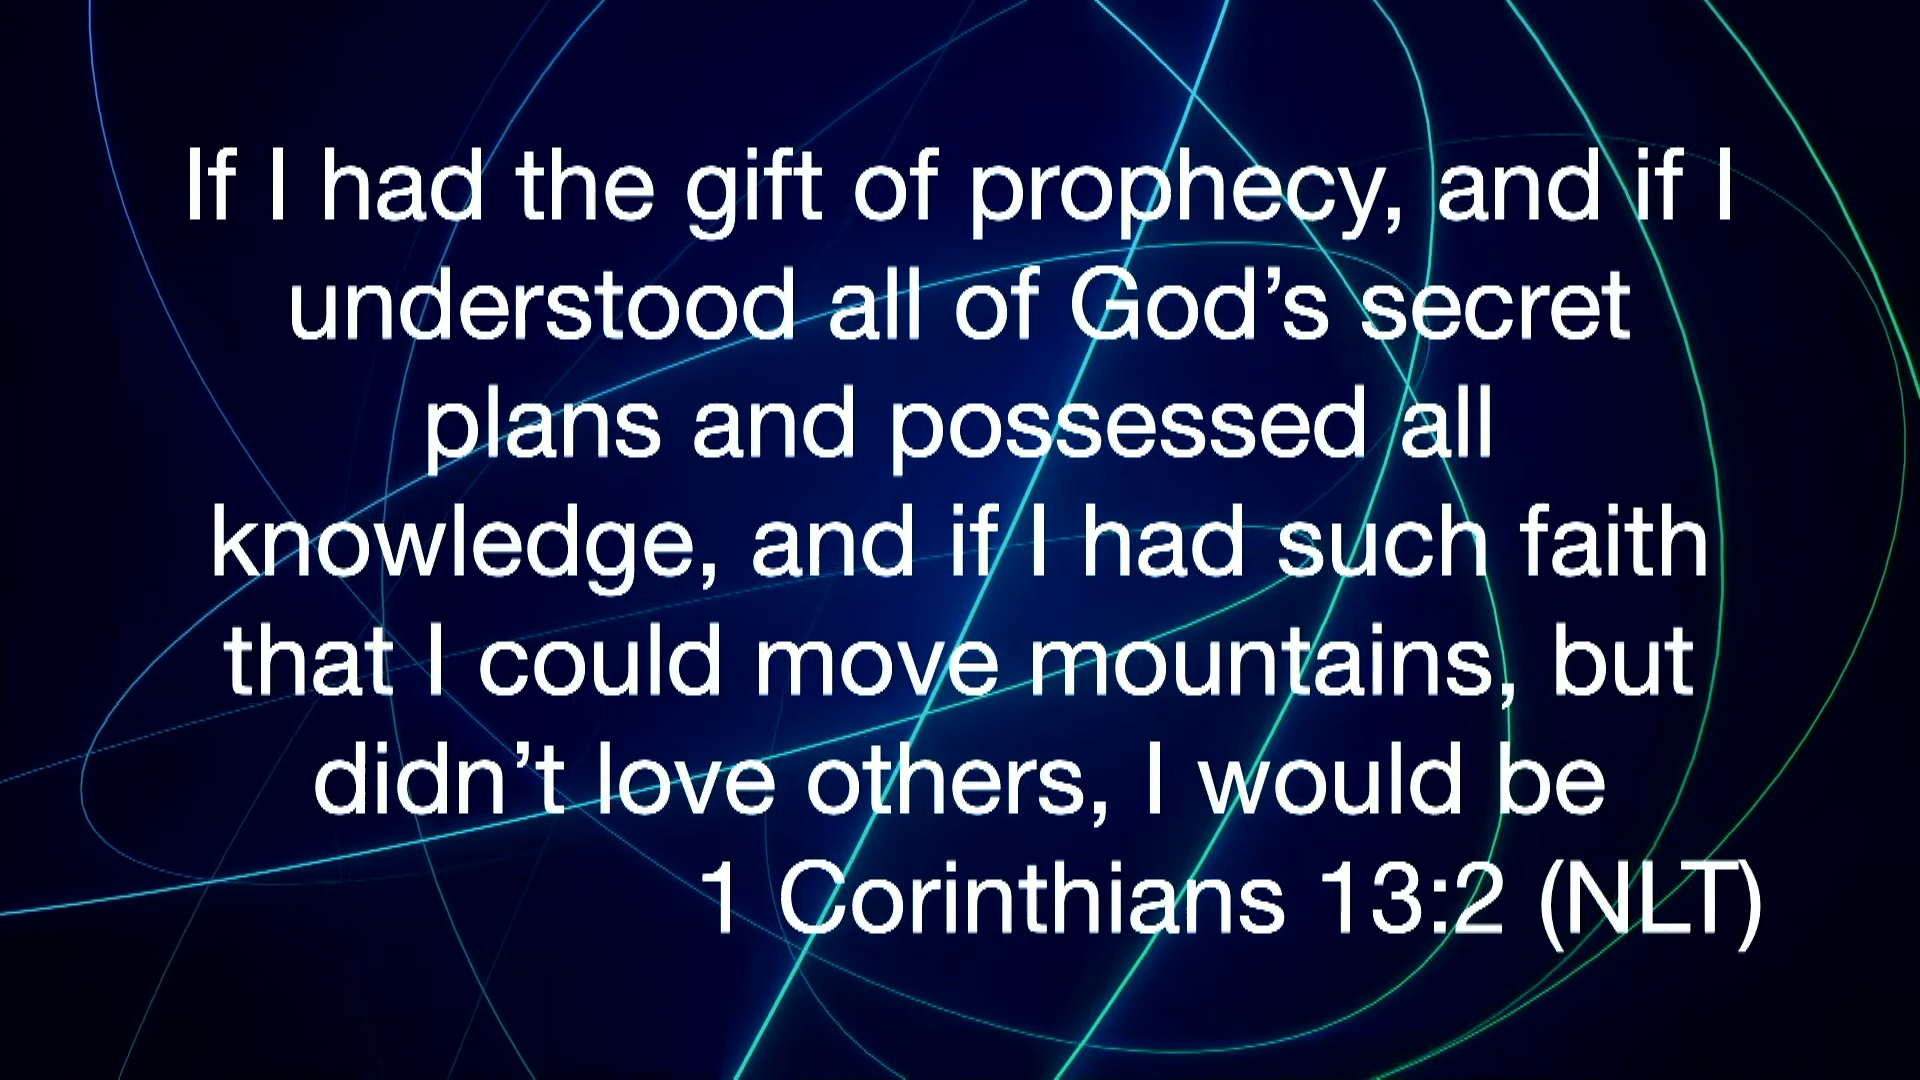 If I had the gift of prophecy, and if I
understood all of God’s secret
plans and possessed all
knowledge, and if I had such faith
that I could move mountains, but
didn’t love others, I would be
1 Corinthians 13:2 (NLT)